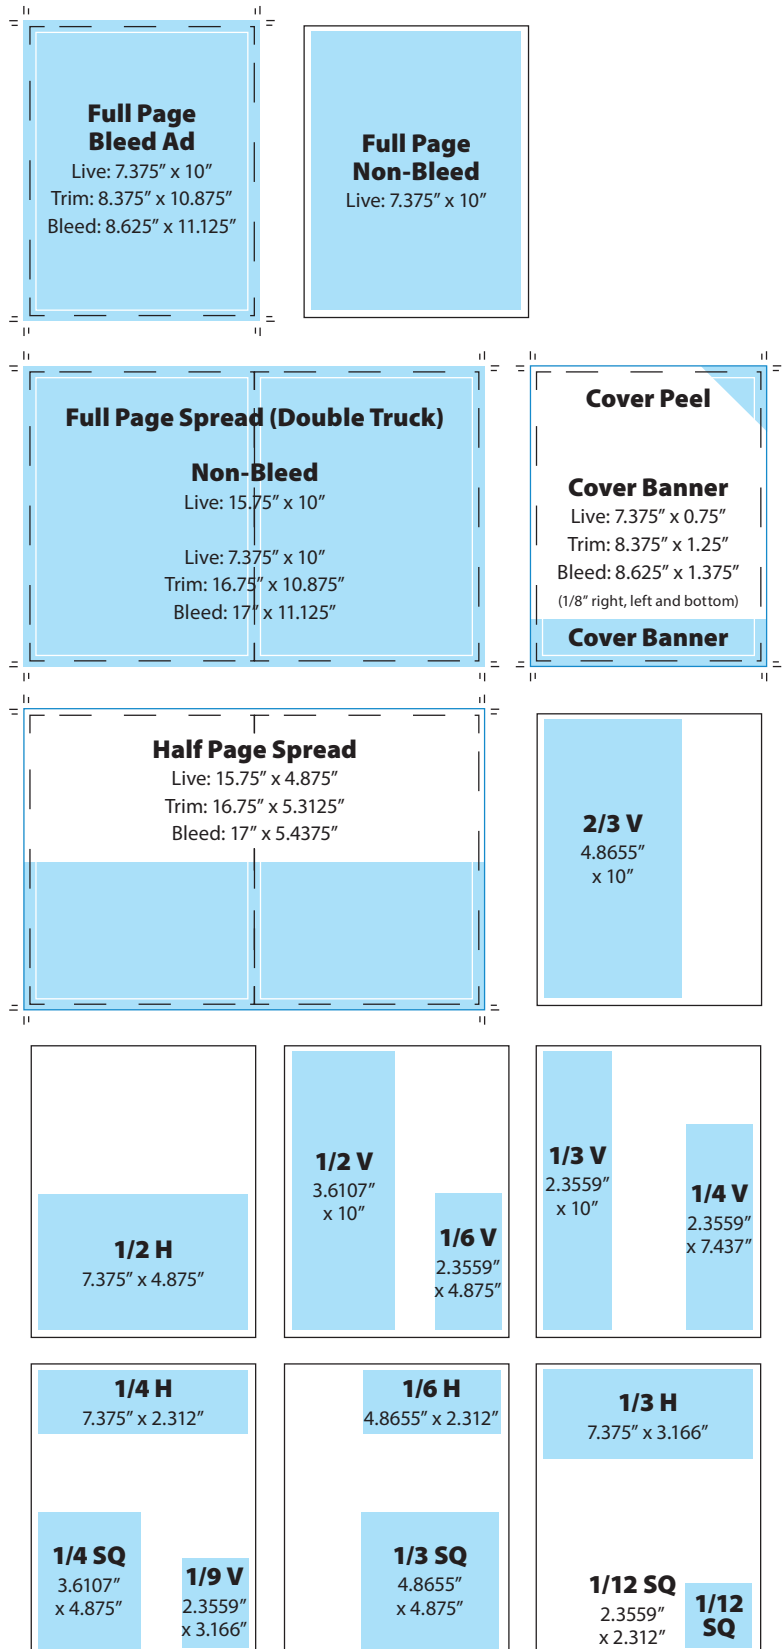 Full Page
Bleed Ad
Live: 7.375” x 10”
Trim: 8.375” x 10.875”
Bleed: 8.625” x 11.125”
Full Page
Non-Bleed
Live: 7.375” x 10”
Full Page Spread (Double Truck)
Non-Bleed
Live: 15.75” x 10”
Live: 7.375” x 10”
Trim: 16.75” x 10.875”
Bleed: 17” x 11.125”
Cover Peel
Cover Banner
Live: 7.375” x 0.75”
Trim: 8.375” x 1.25”
Bleed: 8.625” x 1.375”
(1/8” right, left and bottom)
Cover Banner
Half Page Spread
Live: 15.75” x 4.875”
Trim: 16.75” x 5.3125”
Bleed: 17” x 5.4375”
2/3 V
4.8655”
x 10”
1/2 H
7.375” x 4.875”
1/2 V
3.6107”
x 10”
1/6 V
2.3559”
x 4.875”
1/3 V
2.3559”
x 10”
1/4 V
2.3559”
x 7.437”
1/4 H
7.375” x 2.312”
1/4 SQ
3.6107”
x 4.875”
1/9 V
2.3559”
x 3.166”
1/6 H
4.8655” x 2.312”
1/3 SQ
4.8655”
x 4.875”
1/3 H
7.375” x 3.166”
1/12 SQ
2.3559”
x 2.312”
1/12
SQ